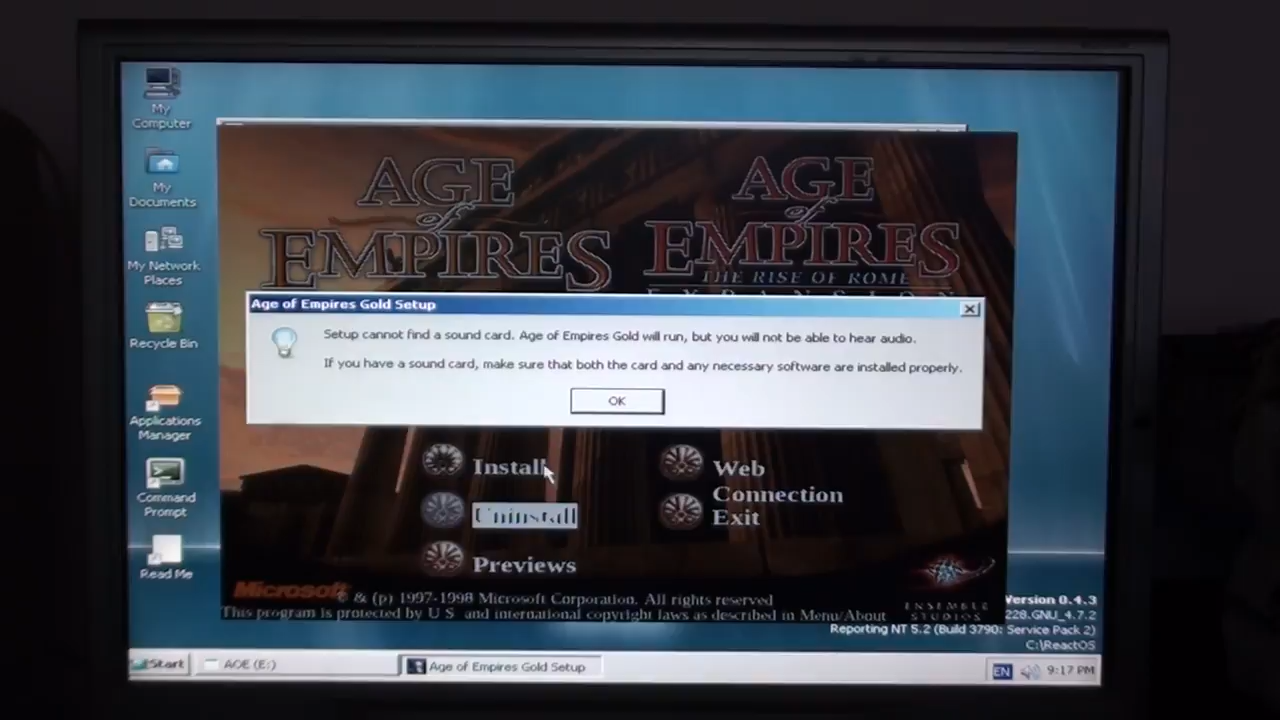 My
Computer
My
Documents
My Network
Places
Recycle Bin
Applications
Manager
Command
Prompt
Read Me
AGE
of
EMPIRES
AGE
of
EMPIRES
THE RISE OF ROME
EXPANSION
Age of Empires Gold Setup
Setup cannot find a sound card. Age of Empires Gold will run, but you will not be able to hear audio.
If you have a sound card, make sure that both the card and any necessary software are installed properly.
OK
Install
Uninstall
Previews
Web
Connection
Exit
Microsoft
® & (p) 1997-1998 Microsoft Corporation. All rights reserved
This program is protected by U S and international copyright laws as described in Menu/About
ENSEMBLE
STUDIOS
Version 0.4.3
228.GNU_4.7.2
Reporting NT 5.2 (Build 3790: Service Pack 2)
C:\ReactOS
Start
AOE (E:)
Age of Empires Gold Setup
EN
9:17 PM